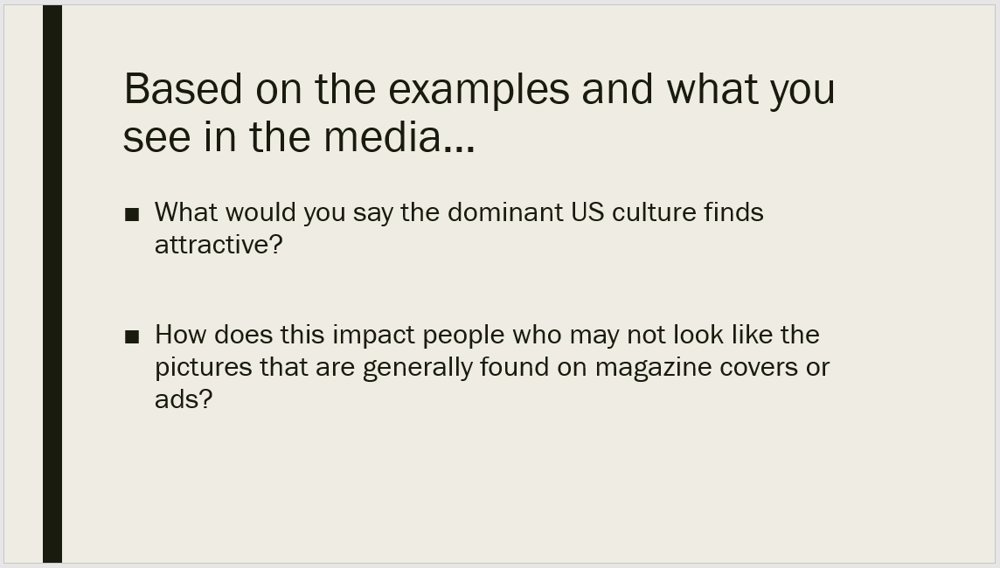 Based on the examples and what you
see in the media…
▪ What would you say the dominant US culture finds
attractive?
▪ How does this impact people who may not look like the
pictures that are generally found on magazine covers or
ads?